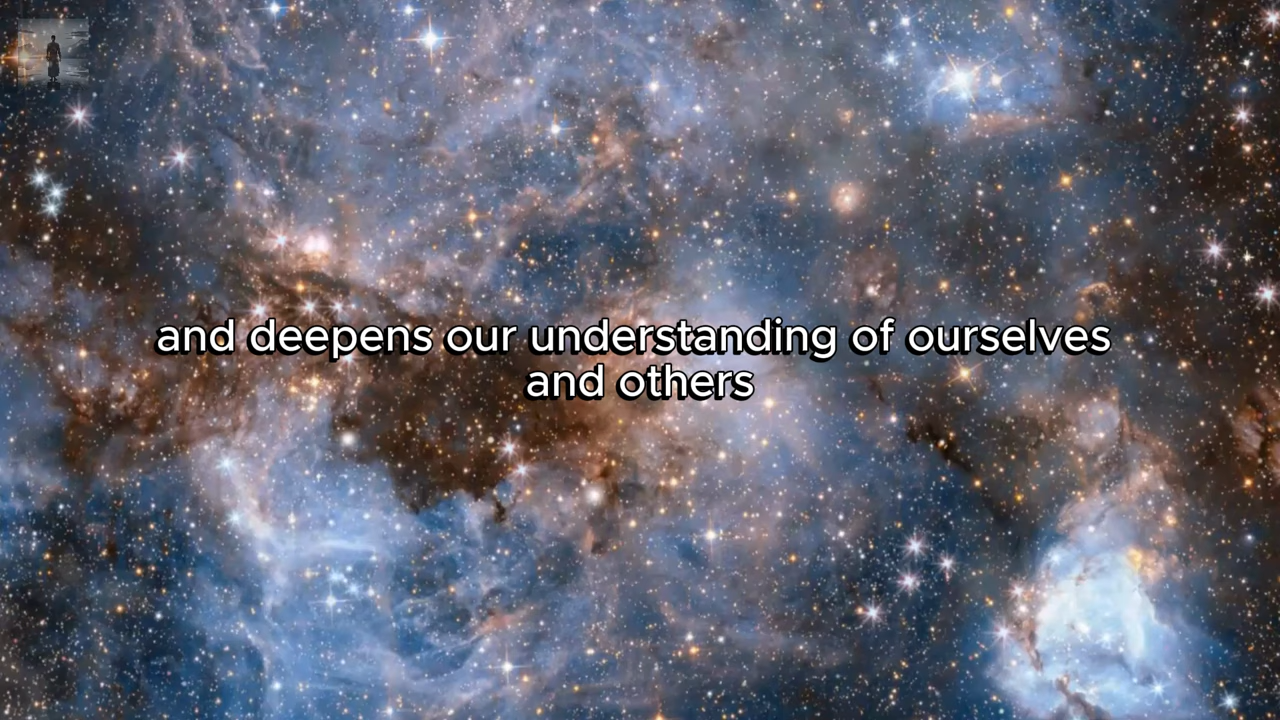 and deepens our understanding of ourselves
and others